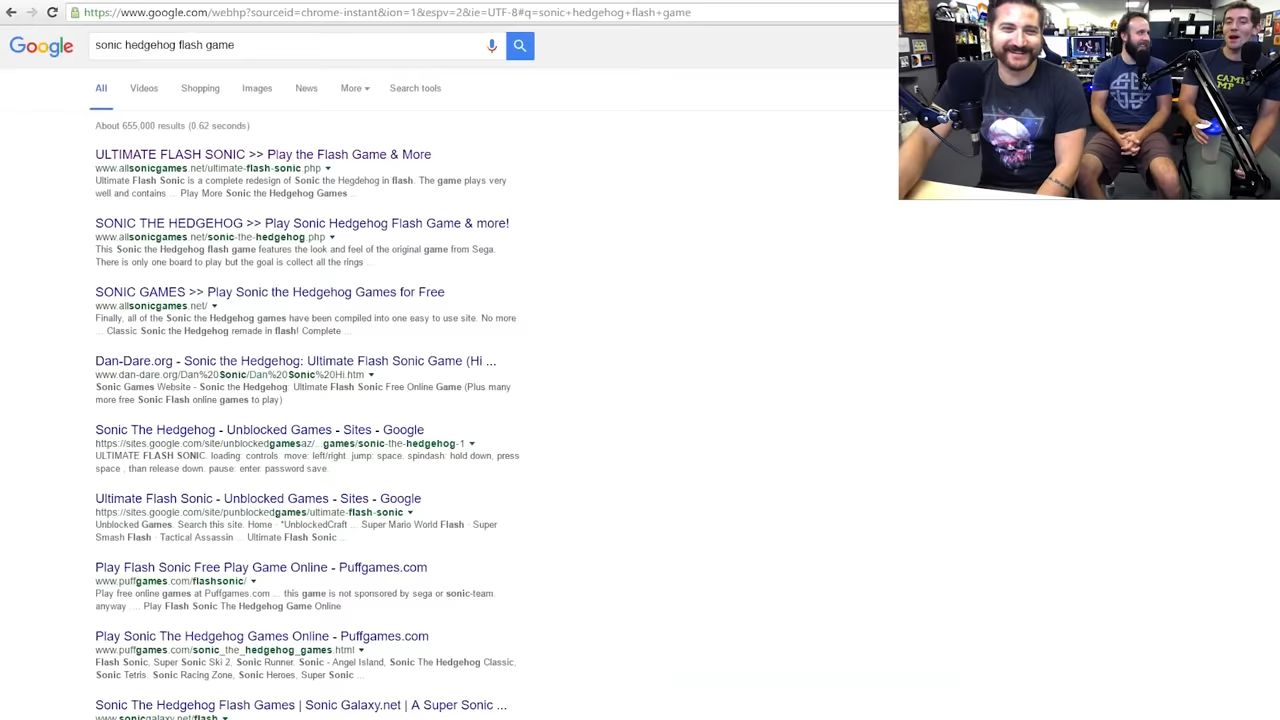 https://www.google.com/webhp?sourceid=chrome-instant&ion=1&espv=2&ie=UTF-8#q=sonic+hedgehog+flash+game
Google
sonic hedgehog flash game
All Videos Shopping Images News More Search tools
About 655,000 results (0.62 seconds)
ULTIMATE FLASH SONIC >> Play the Flash Game & More
www.allsonicgames.net/ultimate-flash-sonic.php
Ultimate Flash Sonic is a complete redesign of Sonic the Hegdehog in flash. The game plays very
well and contains ... Play More Sonic the Hedgehog Games ...
SONIC THE HEDGEHOG >> Play Sonic Hedgehog Flash Game & more!
www.allsonicgames.net/sonic-the-hedgehog.php
This Sonic the Hedgehog flash game features the look and feel of the original game from Sega.
There is only one board to play but the goal is collect all the rings ...
SONIC GAMES >> Play Sonic the Hedgehog Games for Free
www.allsonicgames.net/
Finally, all of the Sonic the Hedgehog games have been compiled into one easy to use site. No more
... Classic Sonic the Hedgehog remade in flash! Complete ...
Dan-Dare.org - Sonic the Hedgehog: Ultimate Flash Sonic Game (Hi ...
www.dan-dare.org/Dan%20Sonic/Dan%20Sonic%20Hi.htm
Sonic Games Website - Sonic the Hedgehog: Ultimate Flash Sonic Free Online Game (Plus many
more free Sonic Flash online games to play)
Sonic The Hedgehog - Unblocked Games - Sites - Google
https://sites.google.com/site/unblockedgamesaz/...games/sonic-the-hedgehog-1
ULTIMATE FLASH SONIC. loading: controls. move: left/right. jump: space. spindash: hold down, press
space , than release down. pause: enter. password save.
Ultimate Flash Sonic - Unblocked Games - Sites - Google
https://sites.google.com/site/punblockedgames/ultimate-flash-sonic
Unblocked Games. Search this site. Home · *UnblockedCraft ... Super Mario World Flash · Super
Smash Flash · Tactical Assassin ... Ultimate Flash Sonic ...
Play Flash Sonic Free Play Game Online - Puffgames.com
www.puffgames.com/flashsonic/
Play free online games at Puffgames.com ... this game is not sponsored by sega or sonic-team
anyway .... Play Flash Sonic The Hedgehog Game Online
Play Sonic The Hedgehog Games Online - Puffgames.com
www.puffgames.com/sonic_the_hedgehog_games.html
Flash Sonic, Super Sonic Ski 2, Sonic Runner. Sonic - Angel Island, Sonic The Hedgehog Classic,
Sonic Tetris. Sonic Racing Zone, Sonic Heroes, Super Sonic ...
Sonic The Hedgehog Flash Games | Sonic Galaxy.net | A Super Sonic ...
www.sonicgalaxy.net/flash